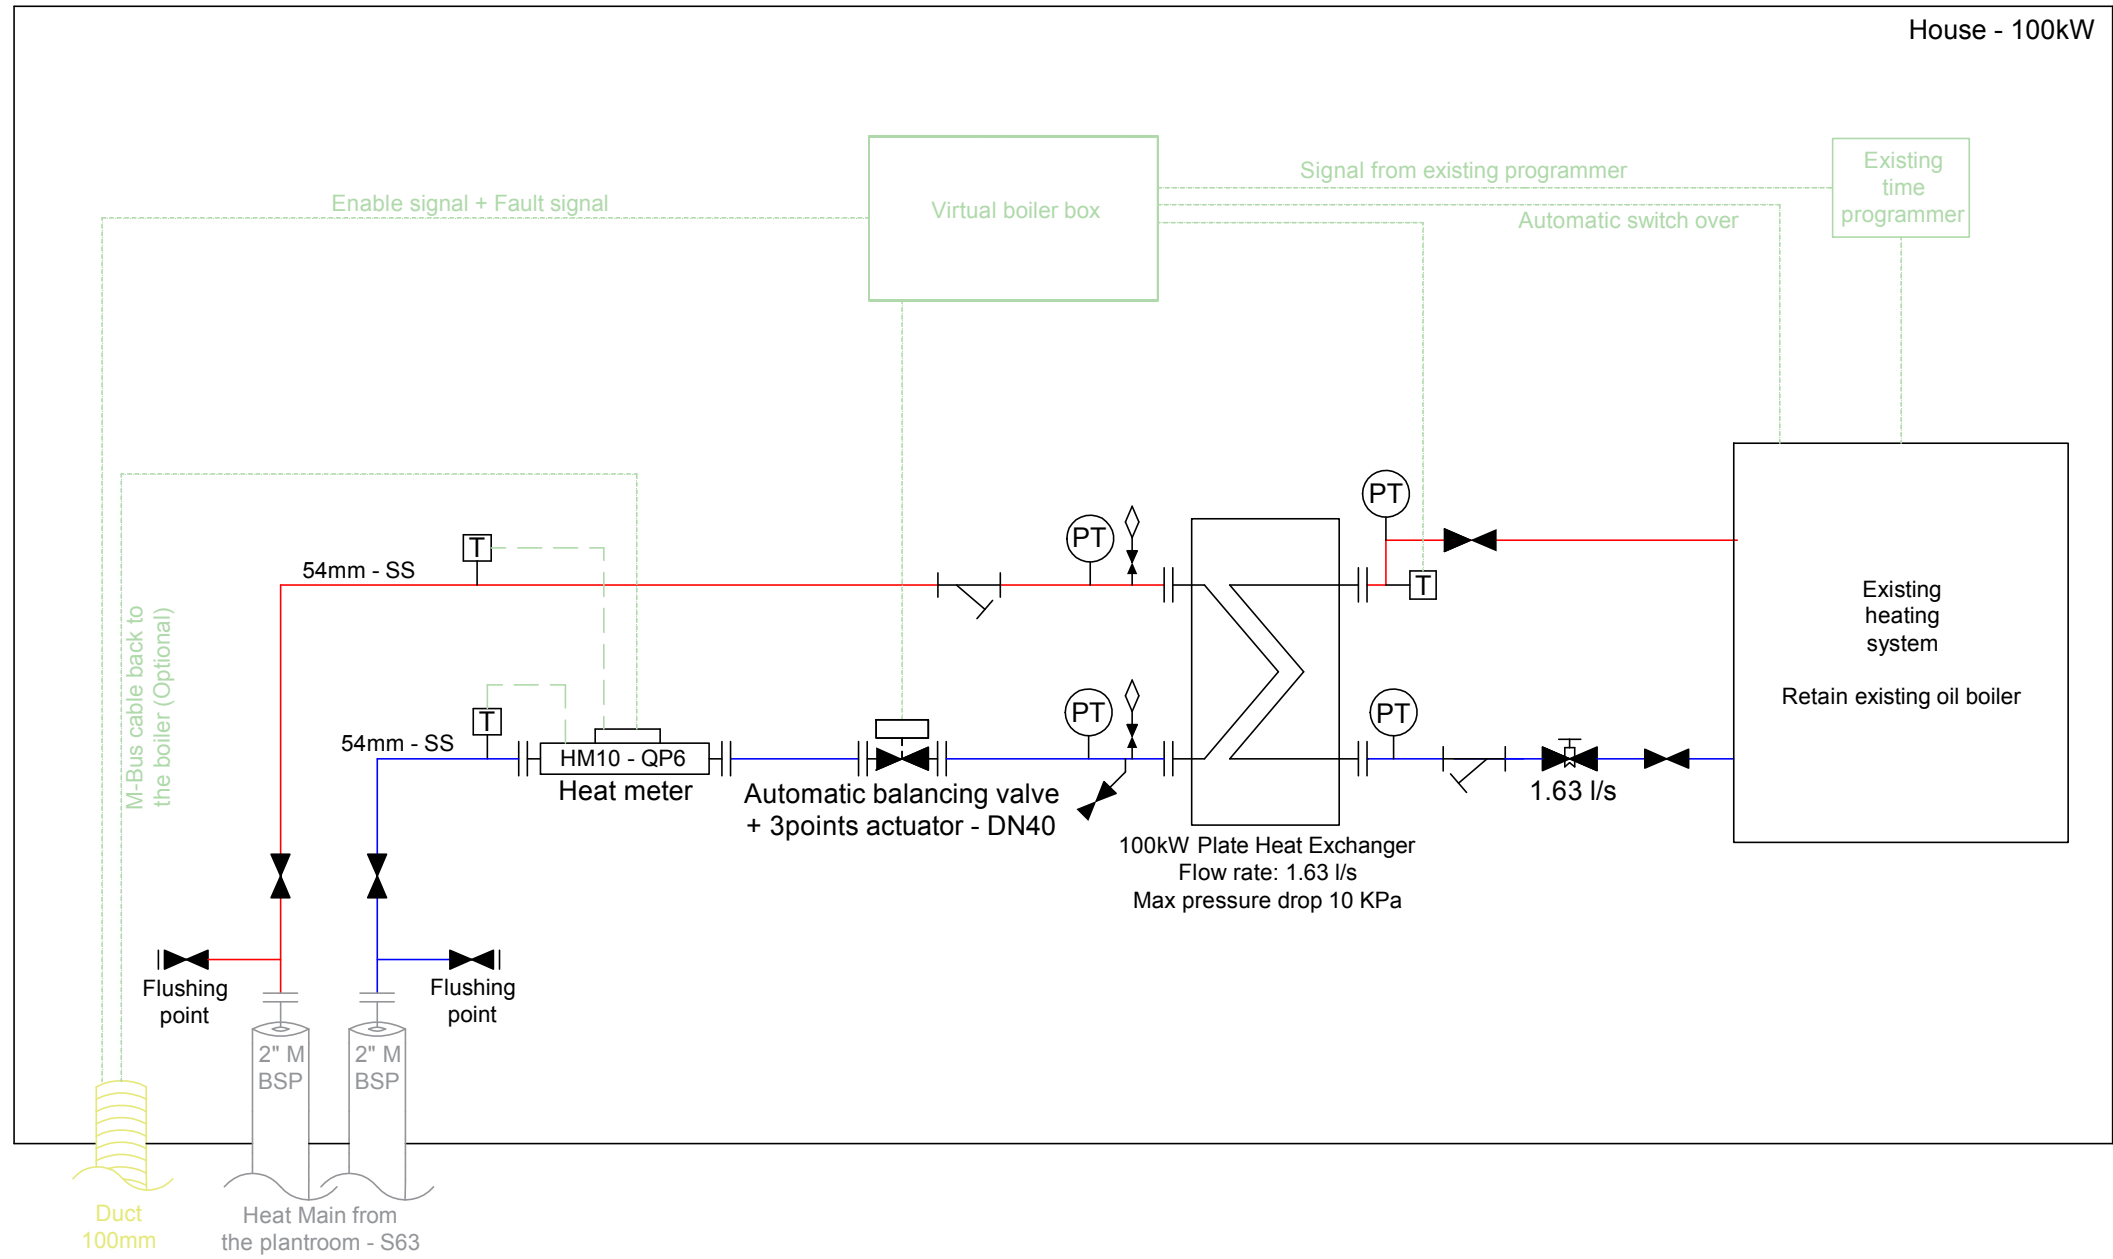 House - 100kW
Existing
time
programmer
Signal from existing programmer
Automatic switch over
Virtual boiler box
Enable signal + Fault signal
M-Bus cable back to
the boiler (Optional)
PT
PT
T
54mm - SS
T
Existing
heating
system
Retain existing oil boiler
T
PT
PT
54mm - SS
HM10 - QP6
Heat meter
Automatic balancing valve
+ 3points actuator - DN40
1.63 l/s
100kW Plate Heat Exchanger
Flow rate: 1.63 l/s
Max pressure drop 10 KPa
Flushing
point
Flushing
point
2" M
BSP
2" M
BSP
Duct
100mm
Heat Main from
the plantroom - S63